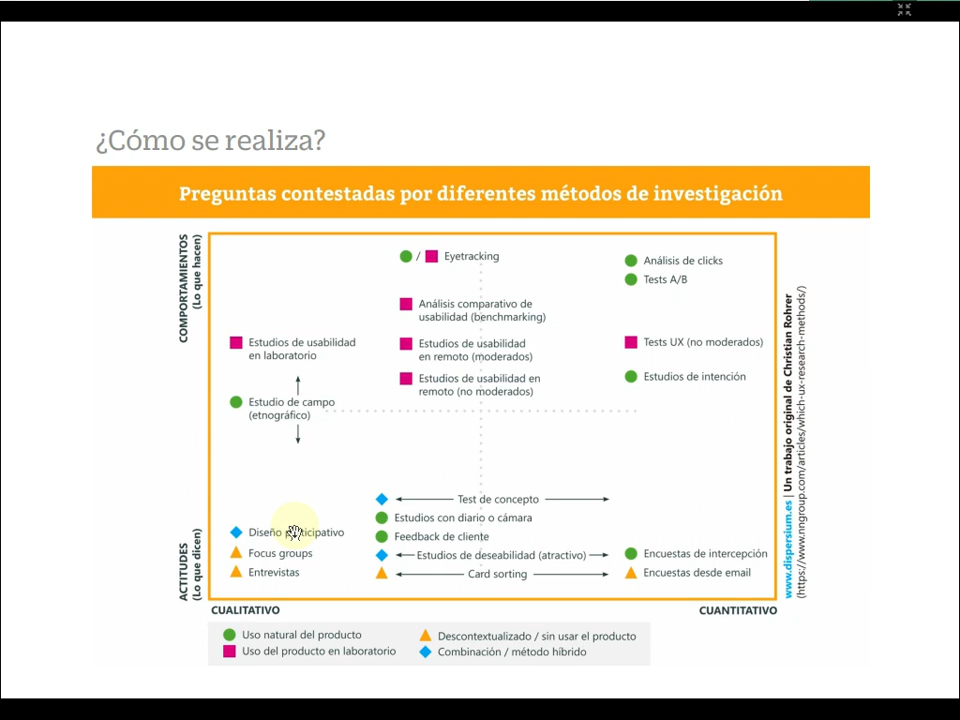 ¿Cómo se realiza?
Preguntas contestadas por diferentes métodos de investigación
COMPORTAMIENTOS
(Lo que hacen)
Eyetracking
/
Análisis de clicks
Tests A/B
Análisis comparativo de
usabilidad (benchmarking)
Estudios de usabilidad
en laboratorio
Estudios de usabilidad
en remoto (moderados)
Tests UX (no moderados)
Estudios de usabilidad en
remoto (no moderados)
Estudios de intención
Estudio de campo
(etnográfico)
Test de concepto
Estudios con diario o cámara
Diseño participativo
Feedback de cliente
Focus groups
Estudios de deseabilidad (atractivo)
Encuestas de intercepción
Entrevistas
Card sorting
Encuestas desde email
ACTITUDES
(Lo que dicen)
CUALITATIVO
CUANTITATIVO
Uso natural del producto
Descontextualizado / sin usar el producto
Uso del producto en laboratorio
Combinación / método híbrido
www.dispersium.es | Un trabajo original de Christian Rohrer
(https://www.nngroup.com/articles/which-ux-research-methods/)